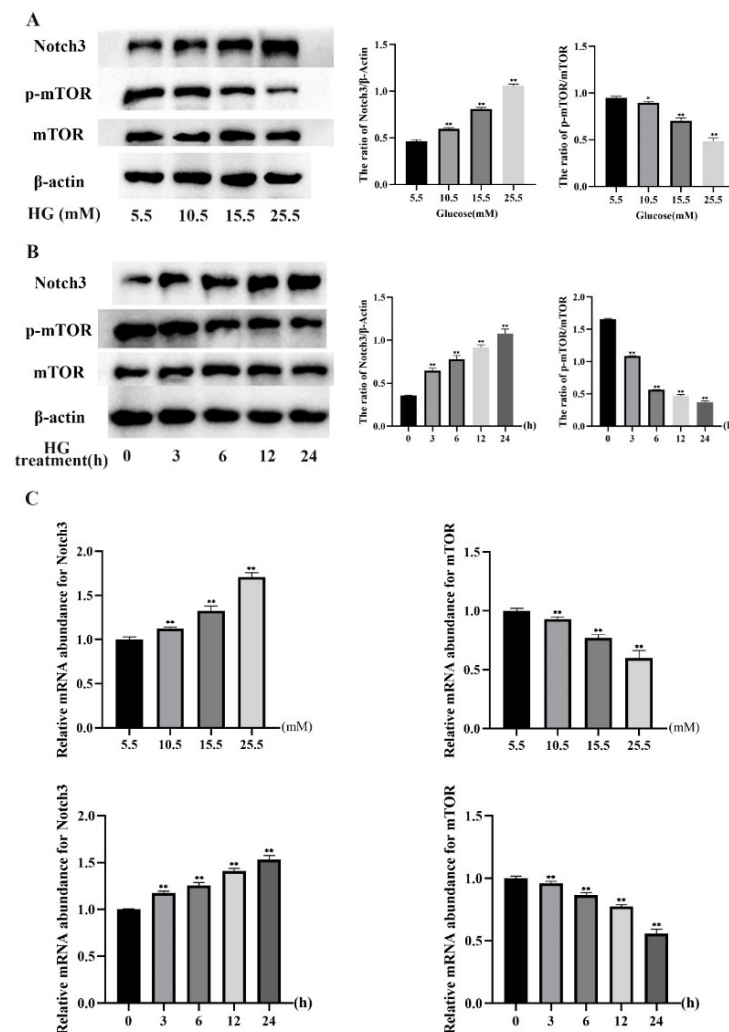 A
Notch3
p-mTOR
mTOR
β-actin
HG (mM) 5.5 10.5 15.5 25.5
The ratio of Notch3/β-Actin
1.5
1.0
0.5
0.0
** ** **
5.5 10.5 15.5 25.5
Glucose(mM)
The ratio of p-mTOR/mTOR
1.5
1.0
0.5
0.0
* ** **
5.5 10.5 15.5 25.5
Glucose(mM)
B
Notch3
p-mTOR
mTOR
β-actin
HG
treatment(h) 0 3 6 12 24
The ratio of Notch3/β-Actin
1.5
1.0
0.5
0.0
** ** ** **
0 3 6 12 24 (h)
The ratio of p-mTOR/mTOR
2.0
1.5
1.0
0.5
0.0
** ** ** **
0 3 6 12 24
C
Relative mRNA abundance for Notch3
2.0
1.5
1.0
0.5
0.0
** ** **
5.5 10.5 15.5 25.5 (mM)
Relative mRNA abundance for mTOR
1.5
1.0
0.5
0.0
** ** **
5.5 10.5 15.5 25.5 (mM)
Relative mRNA abundance for Notch3
2.0
1.5
1.0
0.5
0.0
** ** ** **
0 3 6 12 24 (h)
Relative mRNA abundance for mTOR
1.5
1.0
0.5
0.0
** ** ** **
0 3 6 12 24 (h)